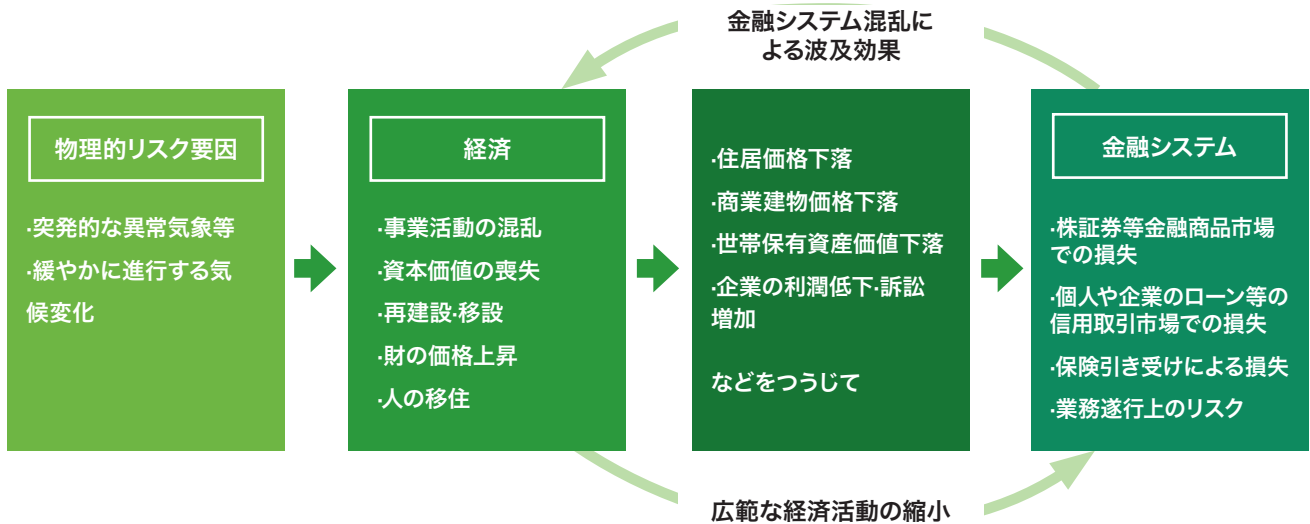 金融システム混乱に
よる波及効果
物理的リスク要因
·突発的な異常気象等
·緩やかに進行する気
候変化
経済
·事業活動の混乱
·資本価値の喪失
·再建設·移設
·財の価格上昇
·人の移住
·住居価格下落
·商業建物価格下落
·世帯保有資産価値下落
·企業の利潤低下·訴訟
増加
などをつうじて
金融システム
·株証券等金融商品市場
での損失
·個人や企業のローン等の
信用取引市場での損失
·保険引き受けによる損失
·業務遂行上のリスク
広範な経済活動の縮小